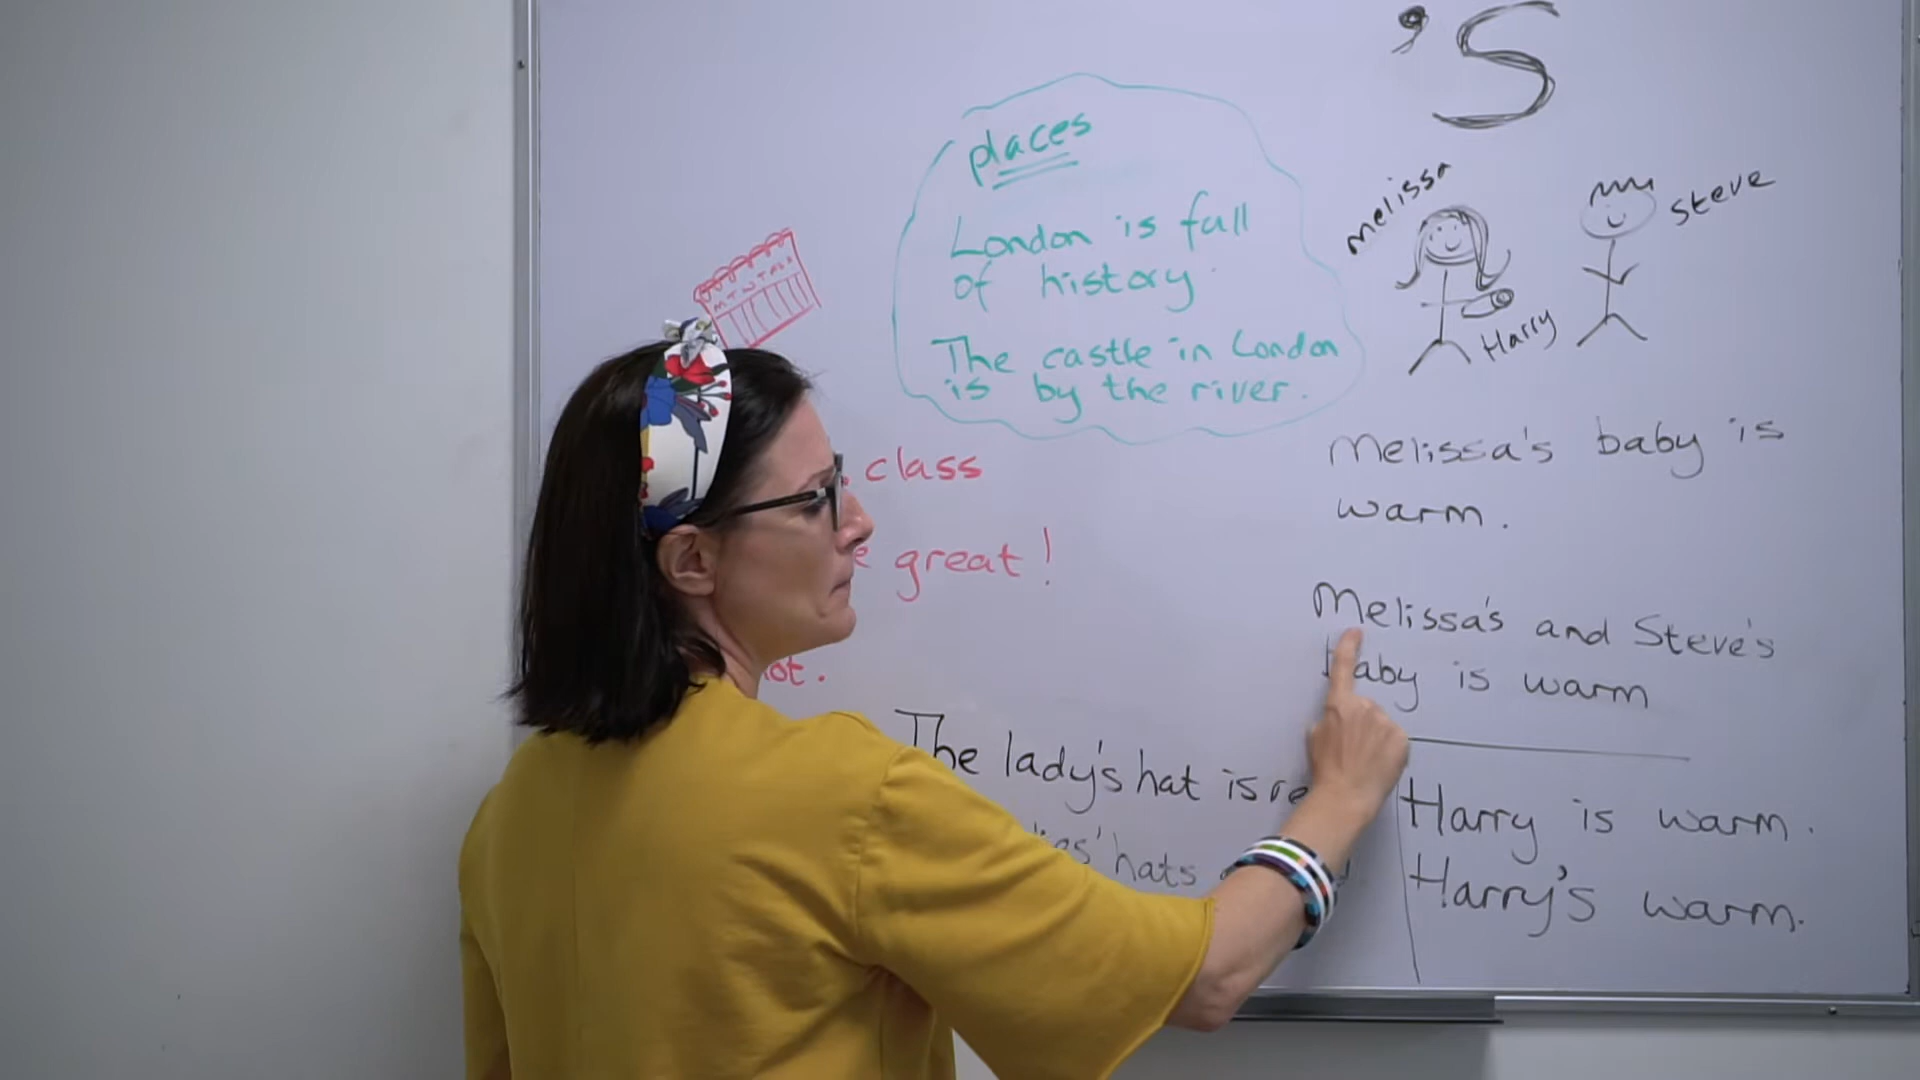 's
places
London is full
of history.
The castle in London
is by the river.
melissa
steve
Harry
MTWT
class
great!
Melissa's baby is
warm.
Melissa's and Steve's
baby is warm
The lady's hat is
hats
Harry is warm.
Harry's warm.